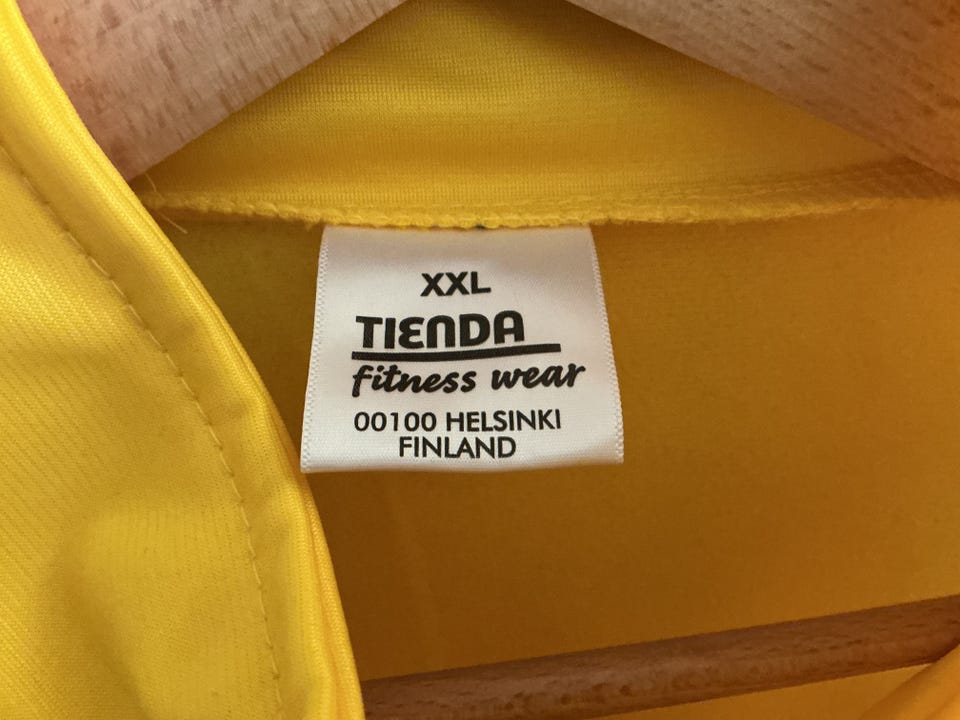 XXL
TIENDA
fitness wear
00100 HELSINKI
FINLAND